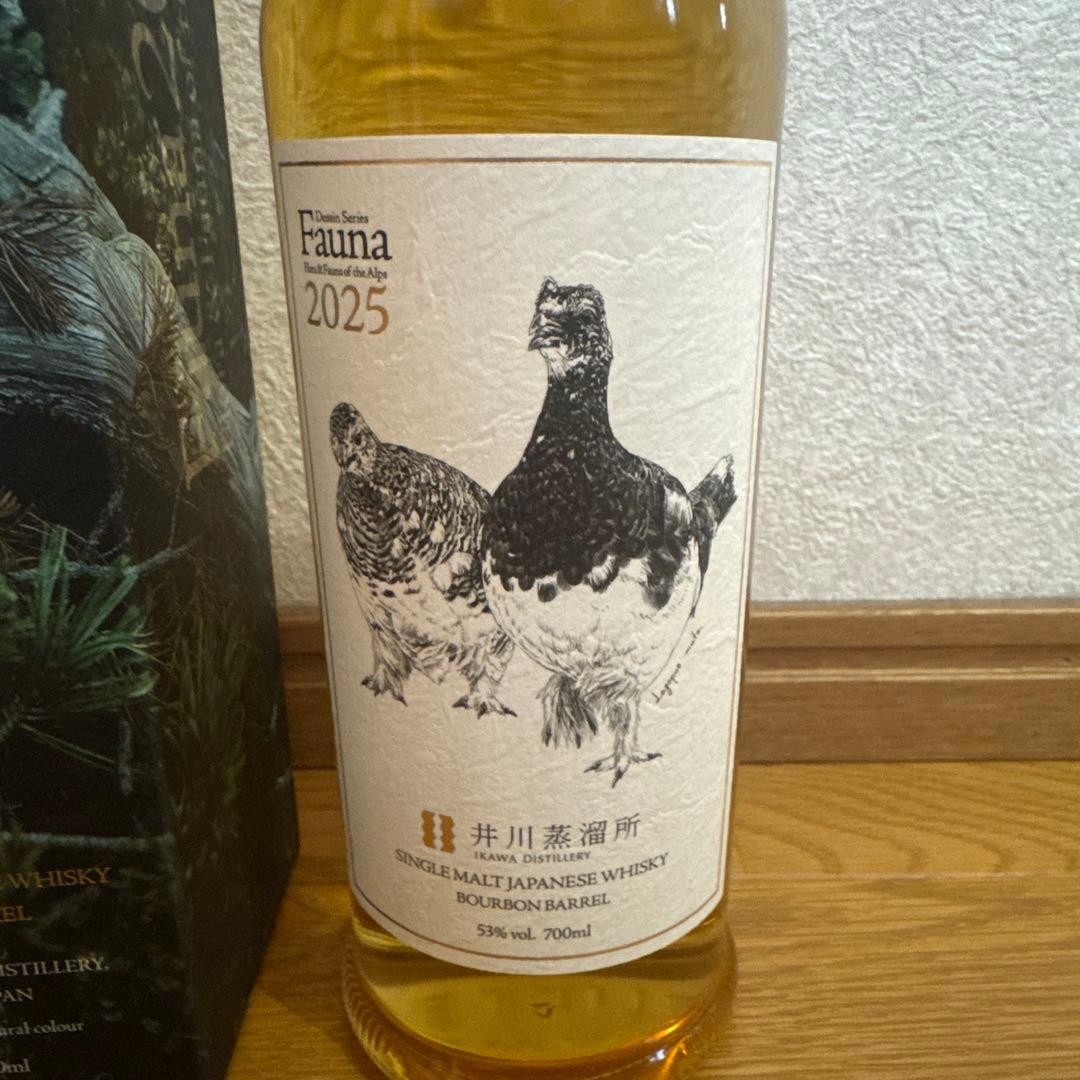 Dessin Series
Fauna
Flora & Fauna of the Alps
2025
Lagopus muta
井川蒸溜所
IKAWA DISTILLERY
SINGLE MALT JAPANESE WHISKY
BOURBON BARREL
53% vol. 700ml
WHISKY
EL
ISTILLERY,
PAN
ural colour
0ml